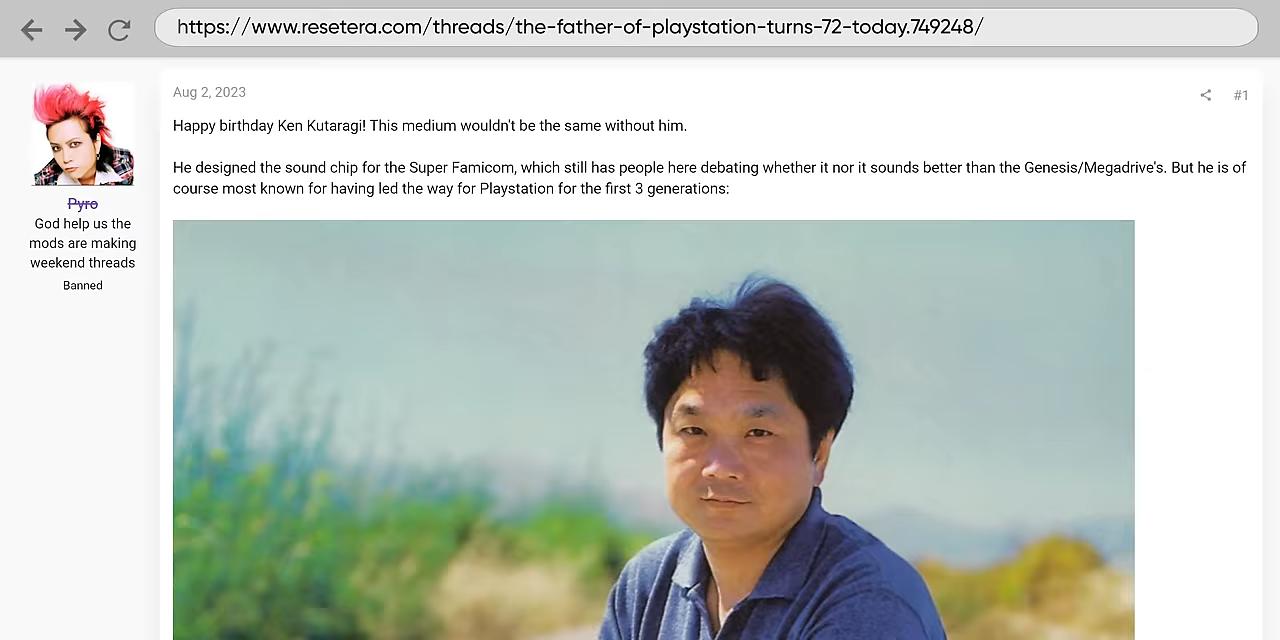 https://www.resetera.com/threads/the-father-of-playstation-turns-72-today.749248/
Aug 2, 2023
#1
Happy birthday Ken Kutaragi! This medium wouldn't be the same without him.
He designed the sound chip for the Super Famicom, which still has people here debating whether it nor it sounds better than the Genesis/Megadrive's. But he is of
course most known for having led the way for Playstation for the first 3 generations:
Pyro
God help us the
mods are making
weekend threads
Banned